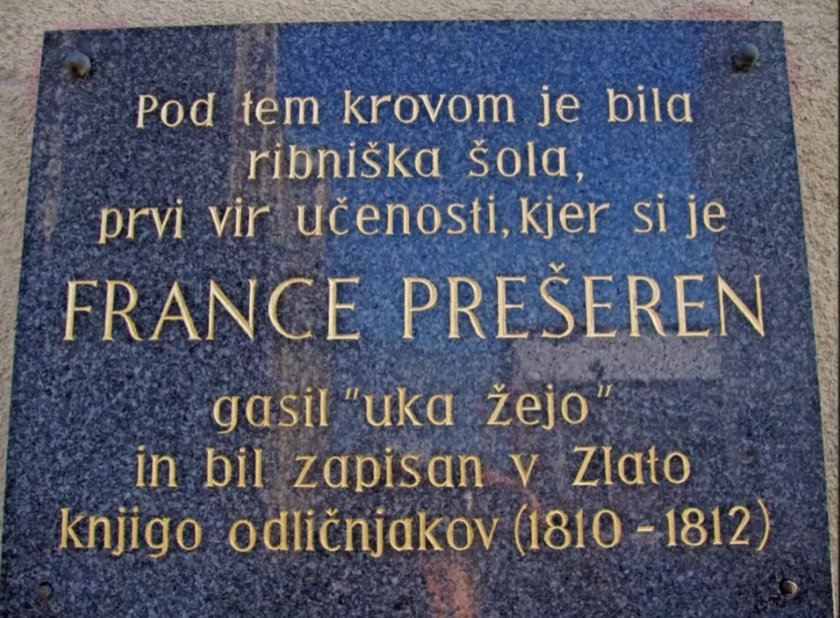 Pod tem krovom je bila
ribniška šola,
prvi vir učenosti, kjer si je
FRANCE PREŠEREN
gasil "uka žejo"
in bil zapisan v Zlato
knjigo odličnjakov (1810 - 1812)